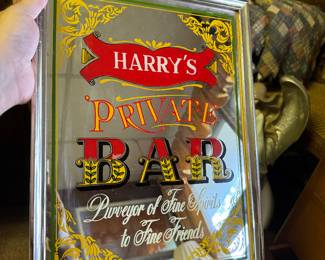 HARRY'S
PRIVATE
BAR
Purveyor of Fine Spirits
to Fine Friends